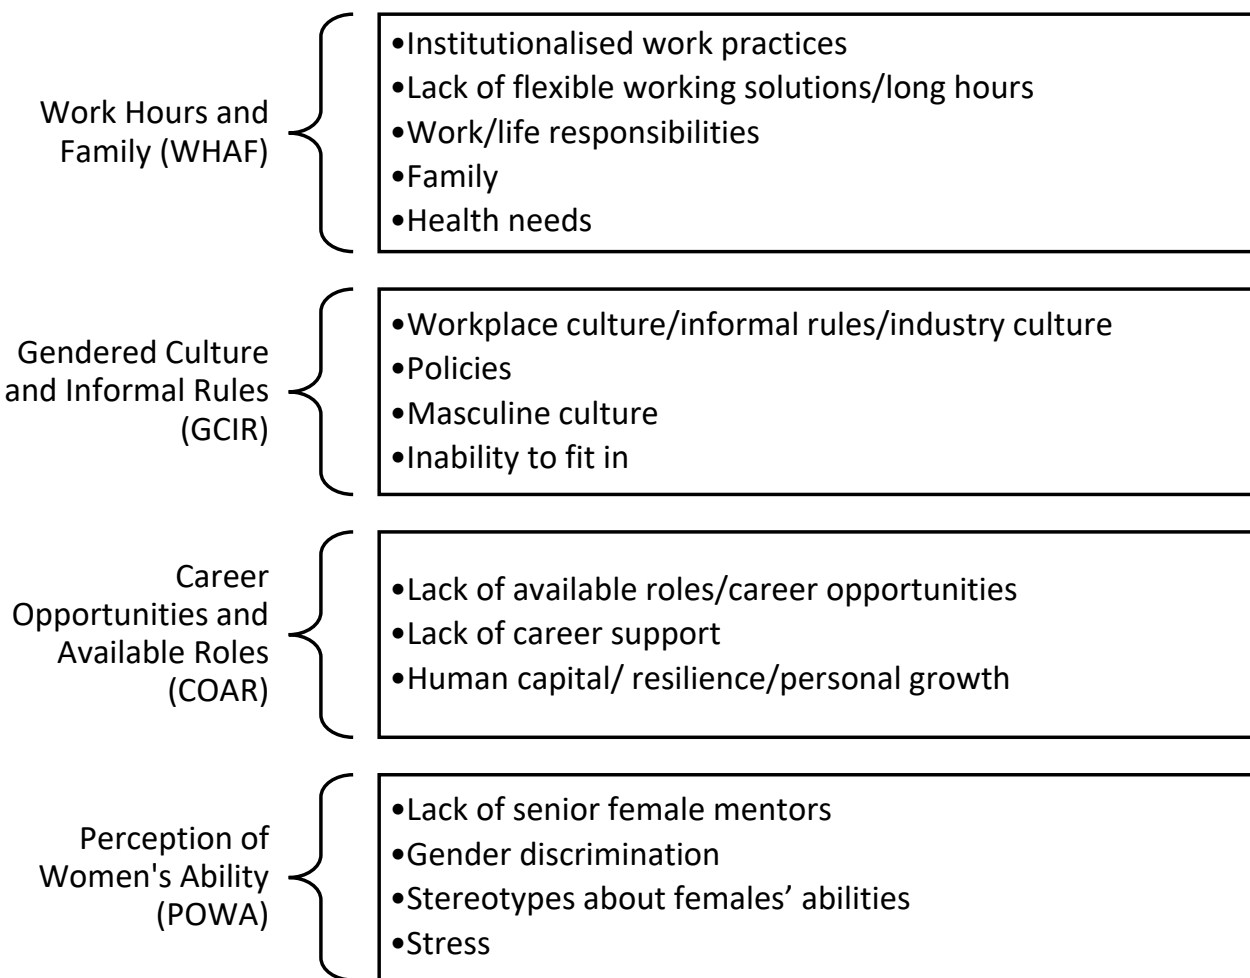 Work Hours and
Family (WHAF)
•Institutionalised work practices
•Lack of flexible working solutions/long hours
•Work/life responsibilities
•Family
•Health needs
Gendered Culture
and Informal Rules
(GCIR)
•Workplace culture/informal rules/industry culture
•Policies
•Masculine culture
•Inability to fit in
Career
Opportunities and
Available Roles
(COAR)
•Lack of available roles/career opportunities
•Lack of career support
•Human capital/ resilience/personal growth
Perception of
Women's Ability
(POWA)
•Lack of senior female mentors
•Gender discrimination
•Stereotypes about females’ abilities
•Stress